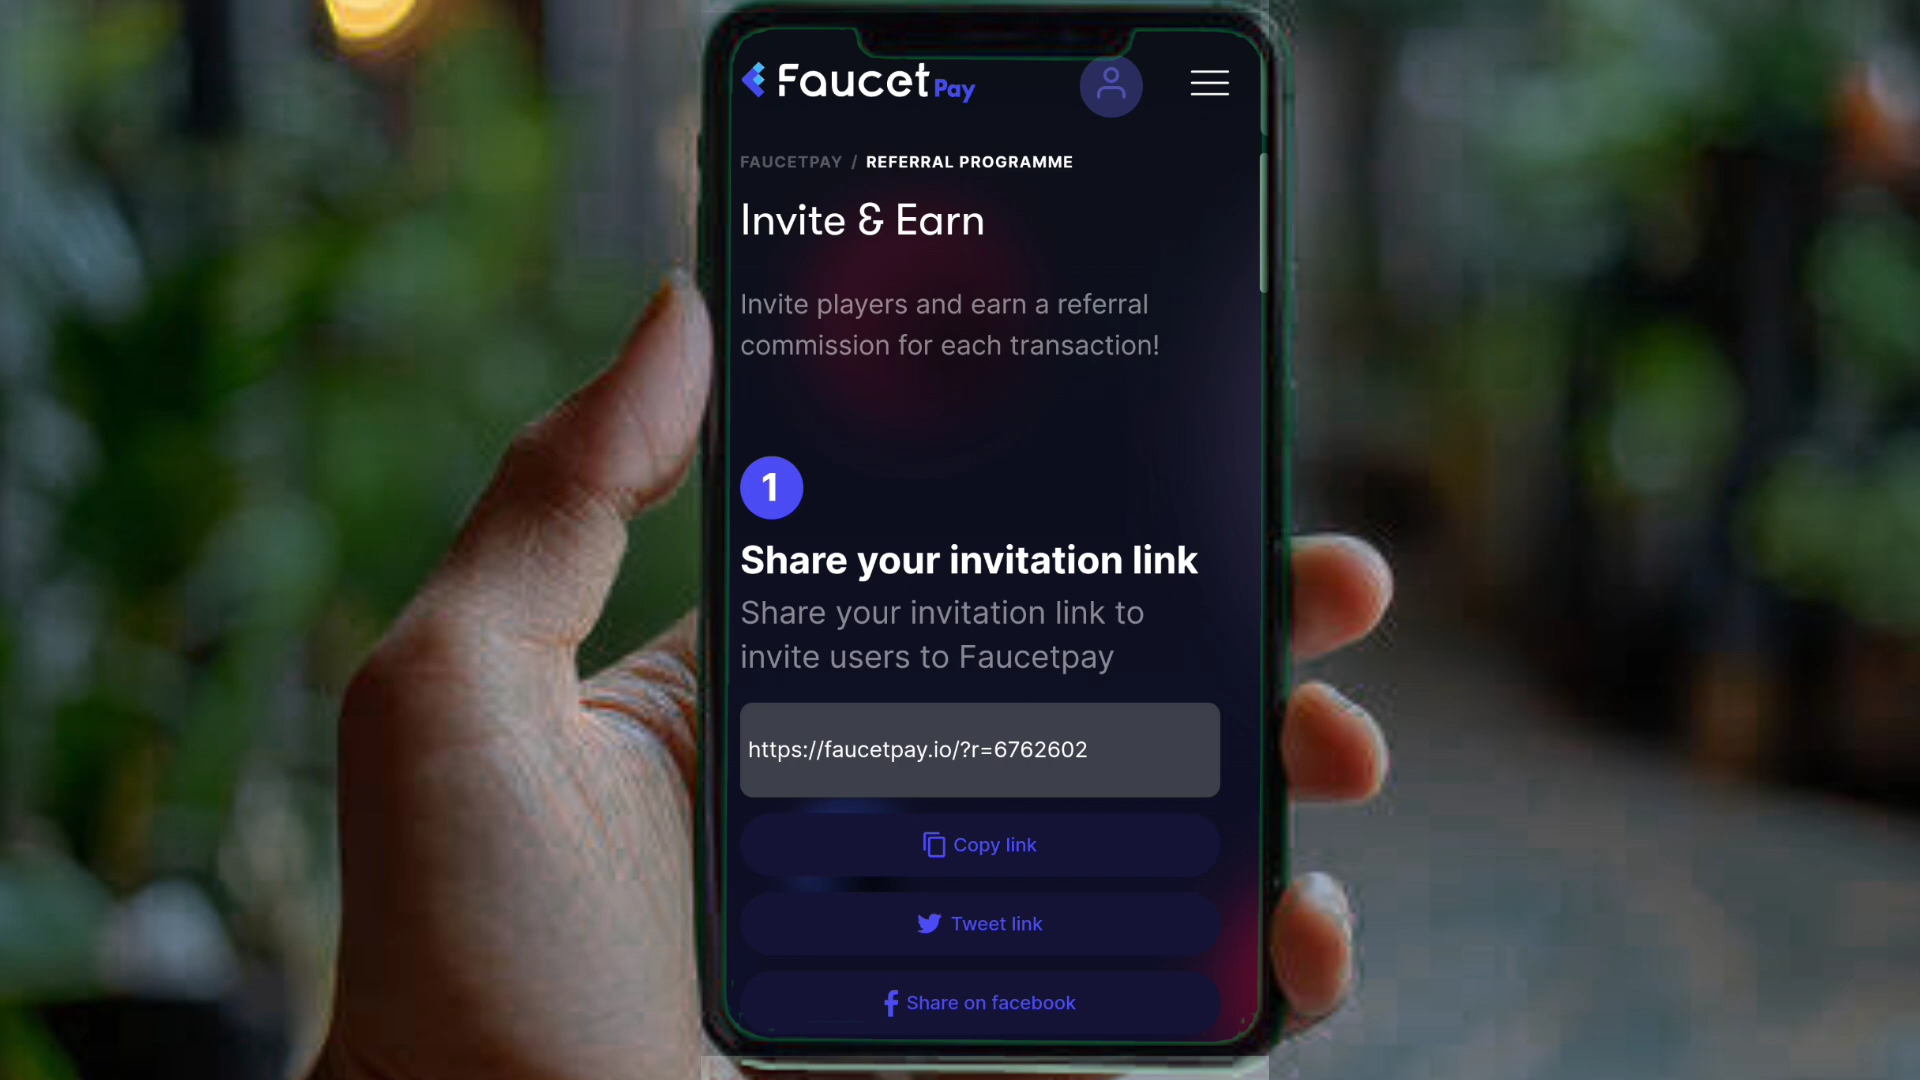 Faucet Pay
FAUCETPAY / REFERRAL PROGRAMME
Invite & Earn
Invite players and earn a referral
commission for each transaction!
1
Share your invitation link
Share your invitation link to
invite users to Faucetpay
https://faucetpay.io/?r=6762602
Copy link
Tweet link
Share on facebook